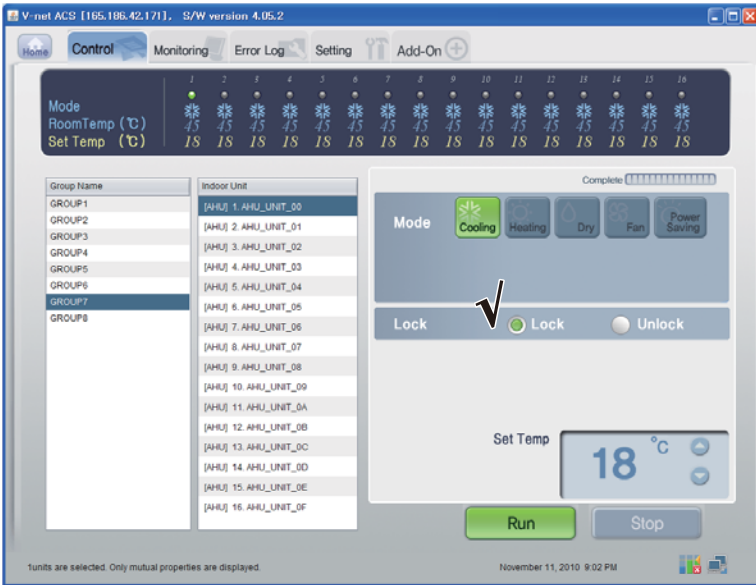 V-net ACS [165.186.42.171], S/W version 4.05.2
Home Control Monitoring Error Log Setting Add-On
1 2 3 4 5 6 7 8 9 10 11 12 13 14 15 16
Mode
RoomTemp (℃) 45 45 45 45 45 45 45 45 45 45 45 45 45 45 45 45
Set Temp (℃) 18 18 18 18 18 18 18 18 18 18 18 18 18 18 18 18
Complete
Group Name
GROUP1
GROUP2
GROUP3
GROUP4
GROUP5
GROUP6
GROUP7
GROUP8
Indoor Unit
[AHU] 1. AHU_UNIT_00
[AHU] 2. AHU_UNIT_01
[AHU] 3. AHU_UNIT_02
[AHU] 4. AHU_UNIT_03
[AHU] 5. AHU_UNIT_04
[AHU] 6. AHU_UNIT_05
[AHU] 7. AHU_UNIT_06
[AHU] 8. AHU_UNIT_07
[AHU] 9. AHU_UNIT_08
[AHU] 10. AHU_UNIT_09
[AHU] 11. AHU_UNIT_0A
[AHU] 12. AHU_UNIT_0B
[AHU] 13. AHU_UNIT_0C
[AHU] 14. AHU_UNIT_0D
[AHU] 15. AHU_UNIT_0E
[AHU] 16. AHU_UNIT_0F
Mode Cooling Heating Dry Fan Power Saving
Lock Lock Unlock
Set Temp 18 °C
Run Stop
1units are selected. Only mutual properties are displayed. November 11, 2010 9:02 PM